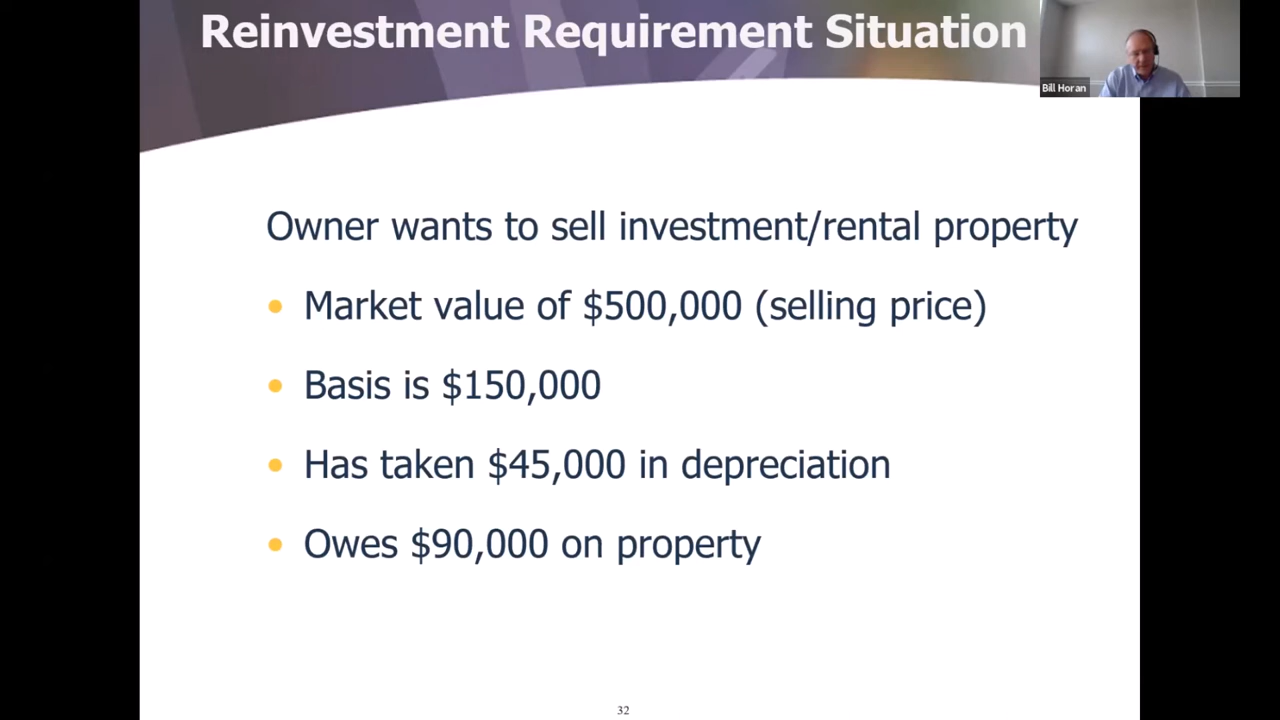 Reinvestment Requirement Situation
Bill Horan
Owner wants to sell investment/rental property
• Market value of $500,000 (selling price)
• Basis is $150,000
• Has taken $45,000 in depreciation
• Owes $90,000 on property
32